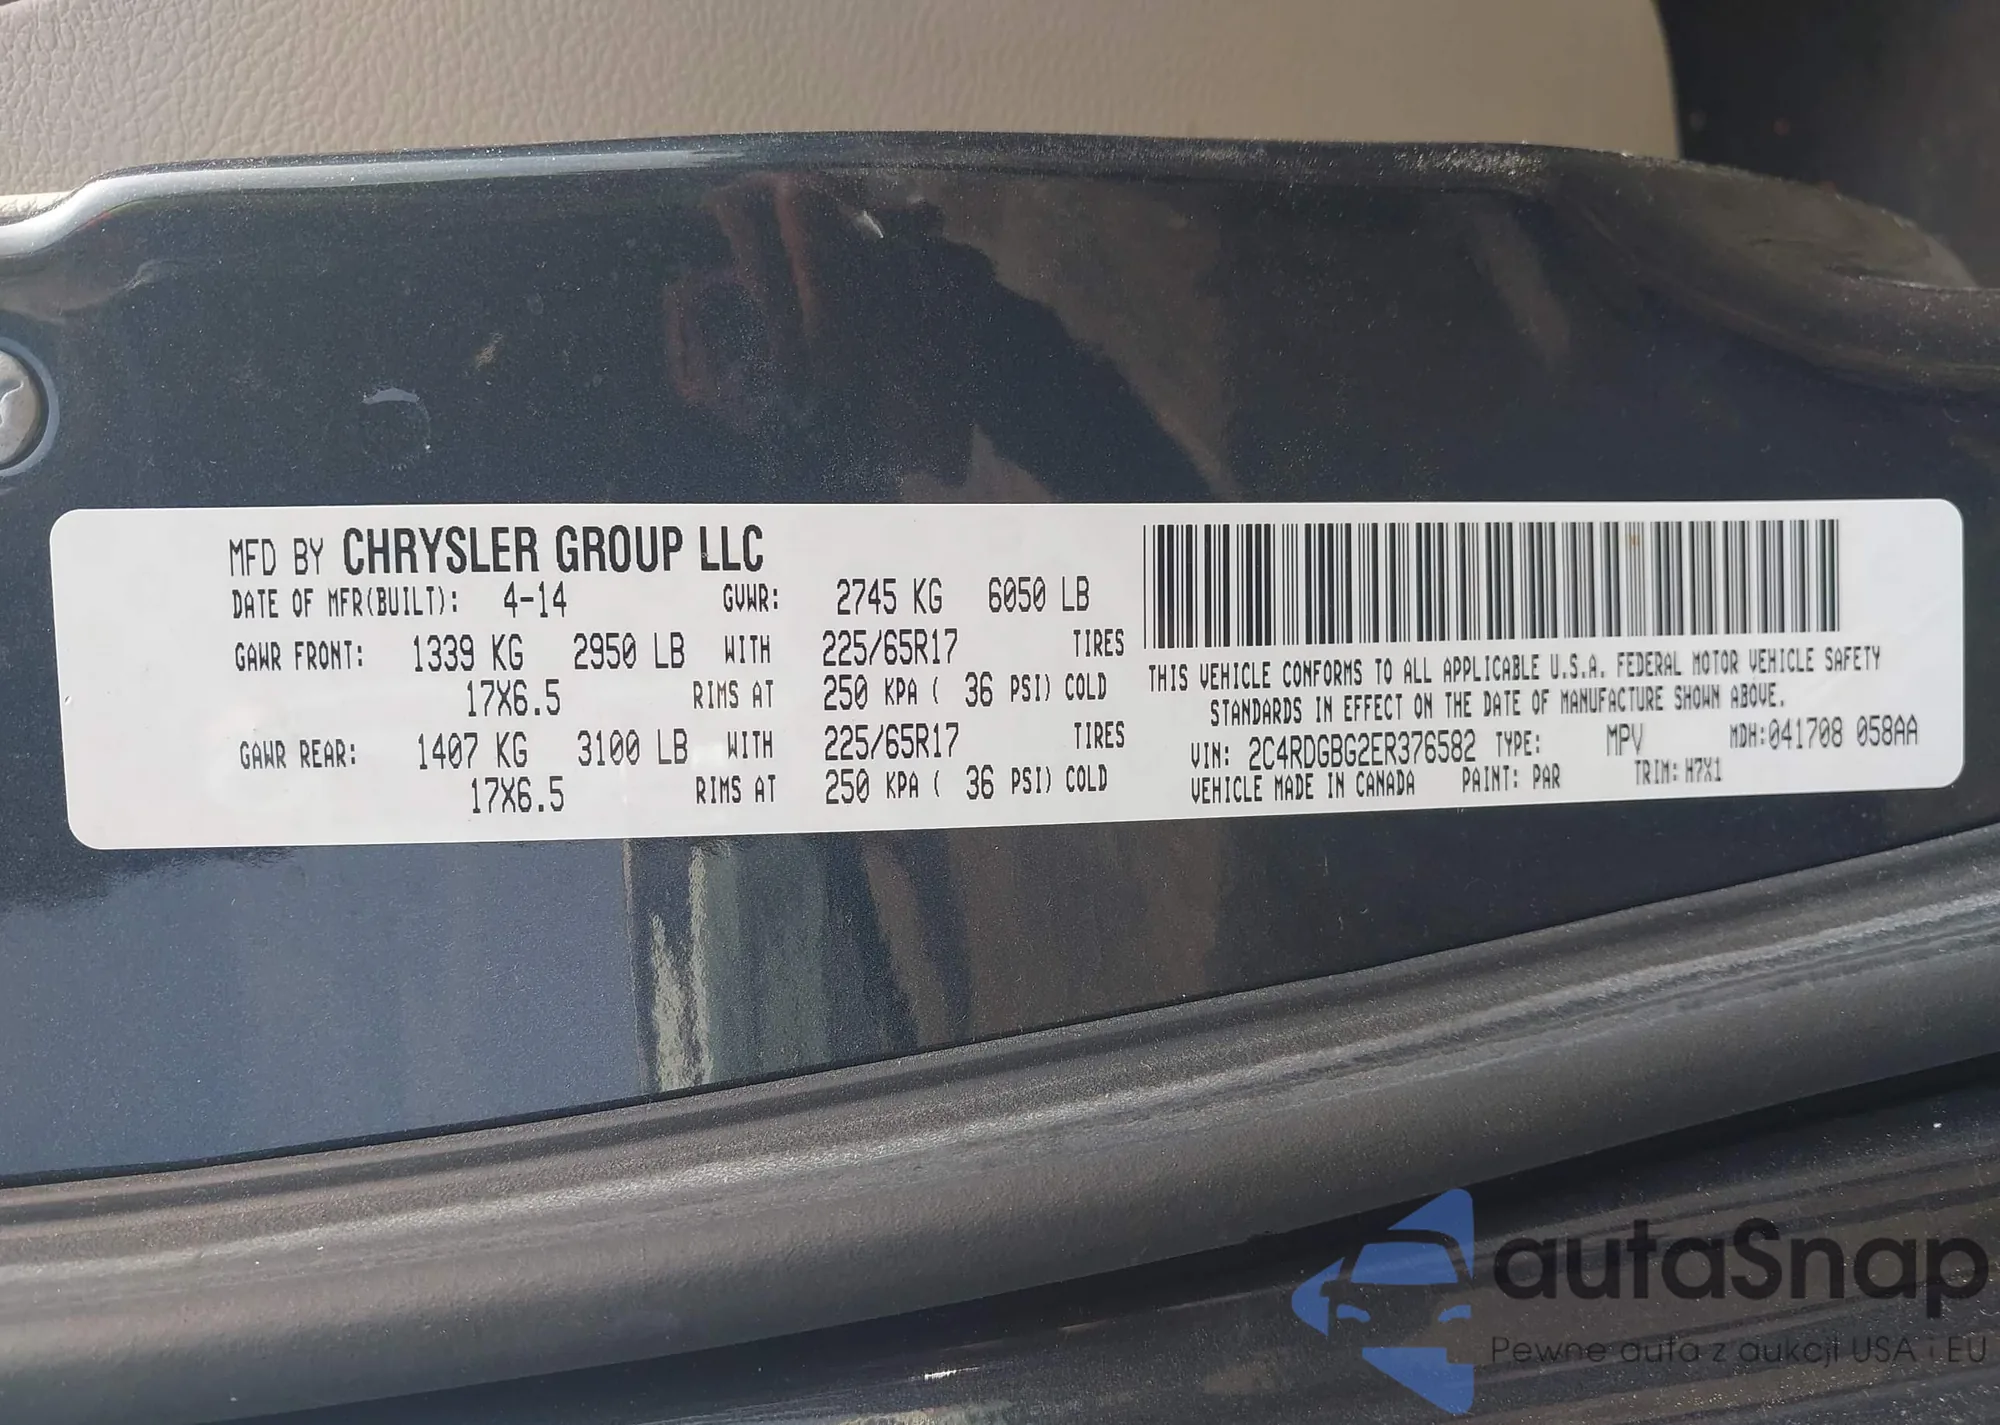 MFD BY CHRYSLER GROUP LLC
DATE OF MFR(BUILT): 4-14 GVWR: 2745 KG 6050 LB
GAWR FRONT: 1339 KG 2950 LB WITH 225/65R17 TIRES
17X6.5 RIMS AT 250 KPA ( 36 PSI) COLD
GAWR REAR: 1407 KG 3100 LB WITH 225/65R17 TIRES
17X6.5 RIMS AT 250 KPA ( 36 PSI) COLD
THIS VEHICLE CONFORMS TO ALL APPLICABLE U.S.A. FEDERAL MOTOR VEHICLE SAFETY
STANDARDS IN EFFECT ON THE DATE OF MANUFACTURE SHOWN ABOVE.
VIN: 2C4RDGBG2ER376582 TYPE: MPV MDH:041708 058AA
VEHICLE MADE IN CANADA PAINT: PAR TRIM: H7X1
autaSnap
Pewne auta z aukcji USA i EU